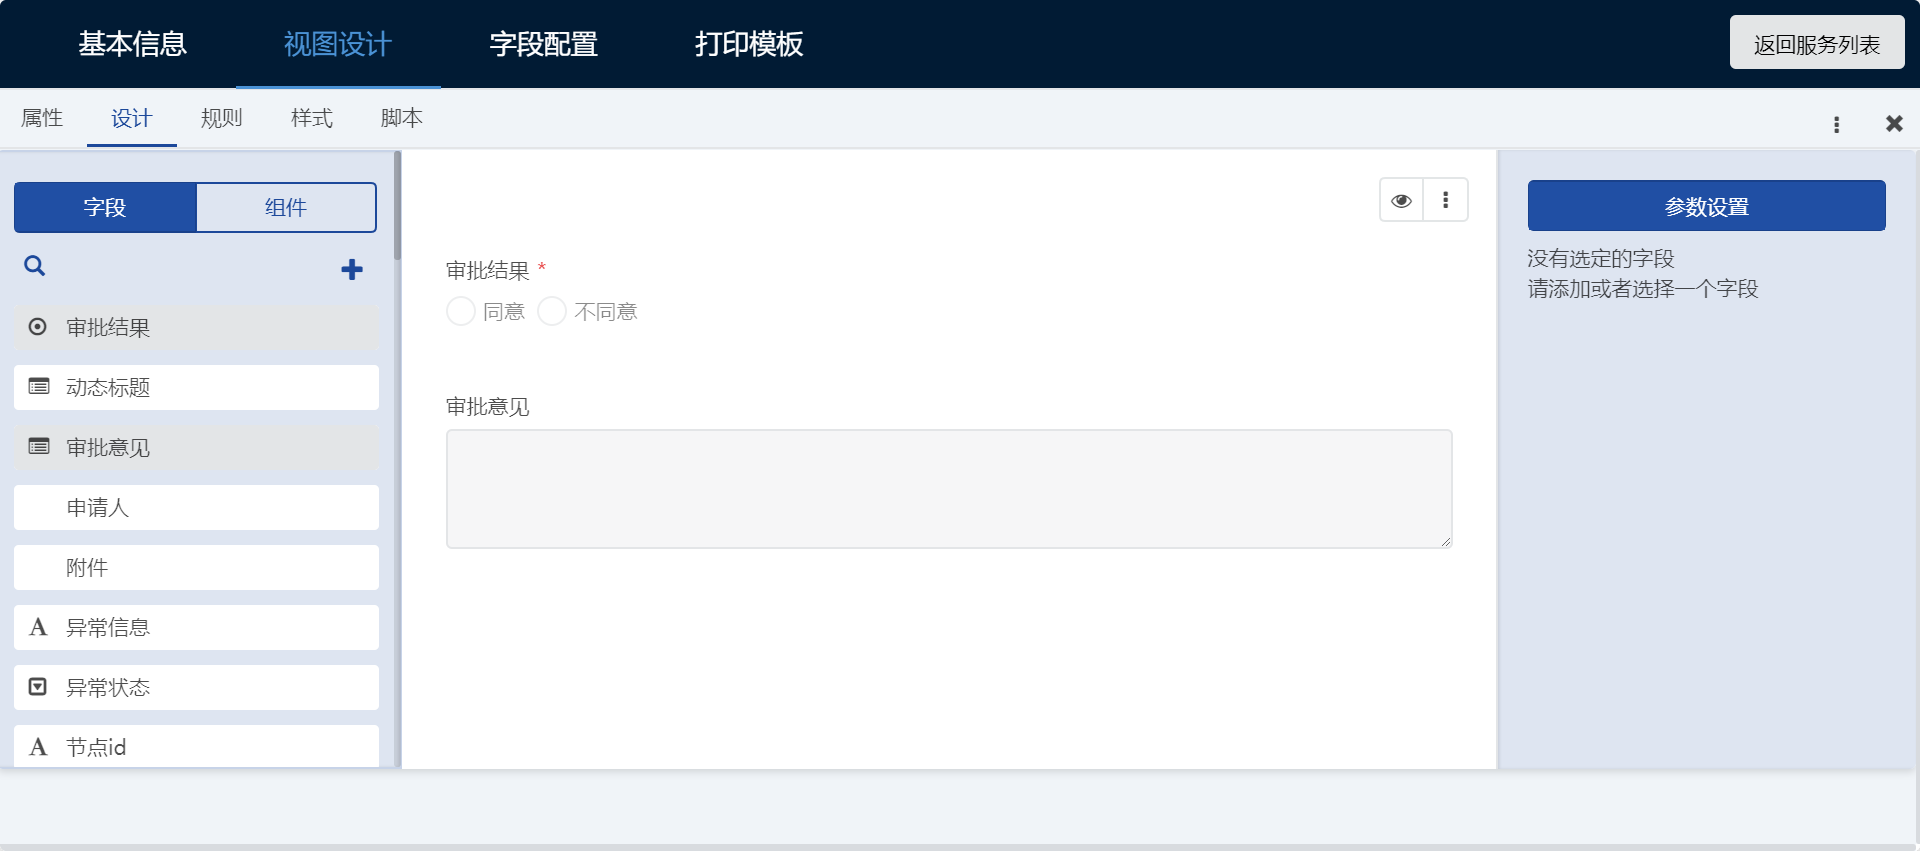 基本信息 视图设计 字段配置 打印模板 返回服务列表
属性 设计 规则 样式 脚本
字段 组件
审批结果
动态标题
审批意见
申请人
附件
A 异常信息
异常状态
A 节点id
审批结果 *
同意 不同意
审批意见
参数设置
没有选定的字段
请添加或者选择一个字段